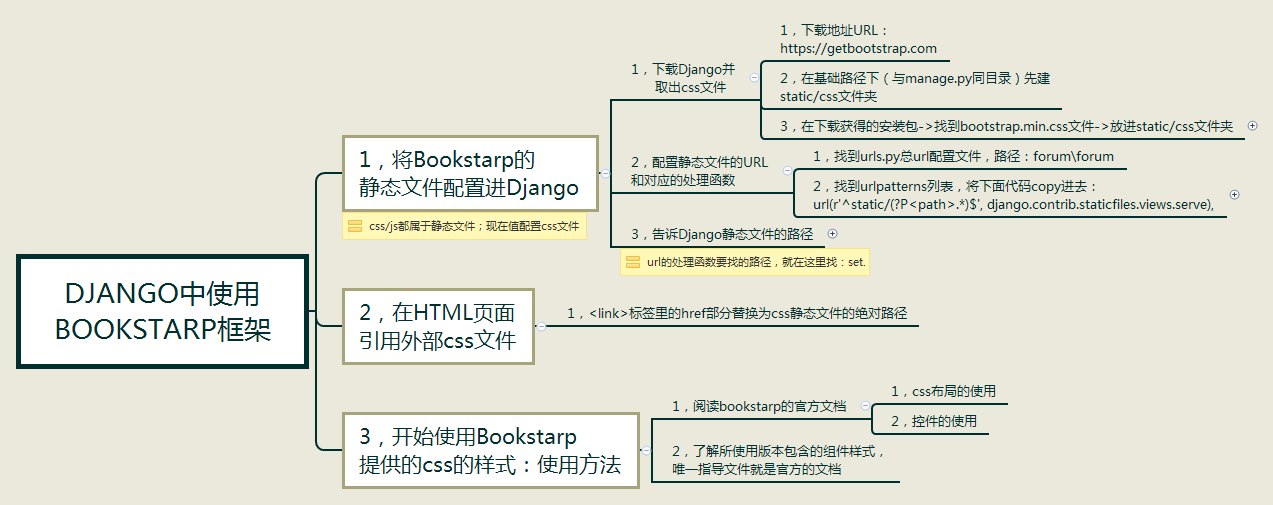 DJANGO中使用
BOOKSTARP框架
1，将Bookstarp的
静态文件配置进Django
css/js都属于静态文件；现在值配置css文件
1，下载Django并
取出css文件
1，下载地址URL：
https://getbootstrap.com
2，在基础路径下（与manage.py同目录）先建
static/css文件夹
3，在下载获得的安装包->找到bootstrap.min.css文件->放进static/css文件夹
2，配置静态文件的URL
和对应的处理函数
1，找到urls.py总url配置文件，路径：forum\forum
2，找到urlpatterns列表，将下面代码copy进去：
url(r'^static/(?P<path>.*)$', django.contrib.staticfiles.views.serve),
3，告诉Django静态文件的路径
url的处理函数要找的路径，就在这里找：set.
2，在HTML页面
引用外部css文件
1，<link>标签里的href部分替换为css静态文件的绝对路径
3，开始使用Bookstarp
提供的css的样式：使用方法
1，阅读bookstarp的官方文档
1，css布局的使用
2，控件的使用
2，了解所使用版本包含的组件样式，
唯一指导文件就是官方的文档